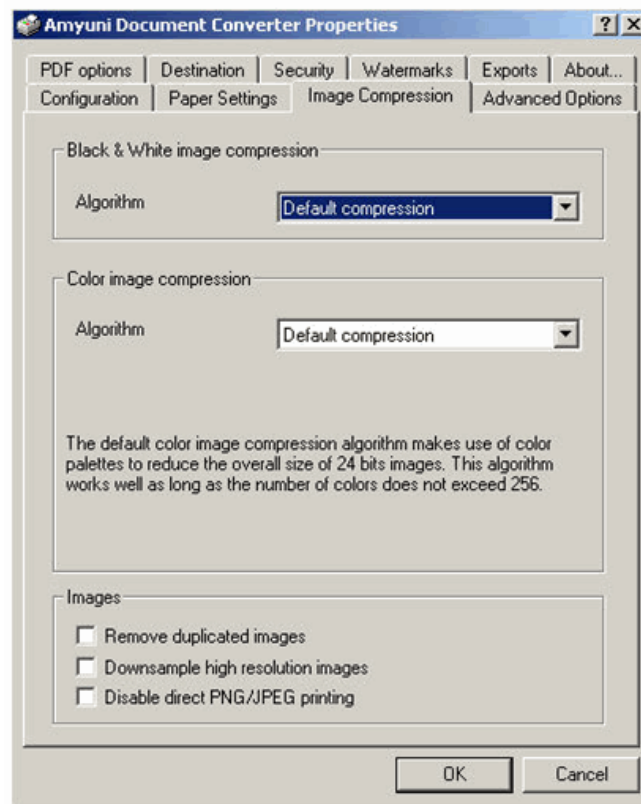 Amyuni Document Converter Properties
PDF options Destination Security Watermarks Exports About...
Configuration Paper Settings Image Compression Advanced Options
Black & White image compression
Algorithm Default compression
Color image compression
Algorithm Default compression
The default color image compression algorithm makes use of color
palettes to reduce the overall size of 24 bits images. This algorithm
works well as long as the number of colors does not exceed 256.
Images
Remove duplicated images
Downsample high resolution images
Disable direct PNG/JPEG printing
OK Cancel